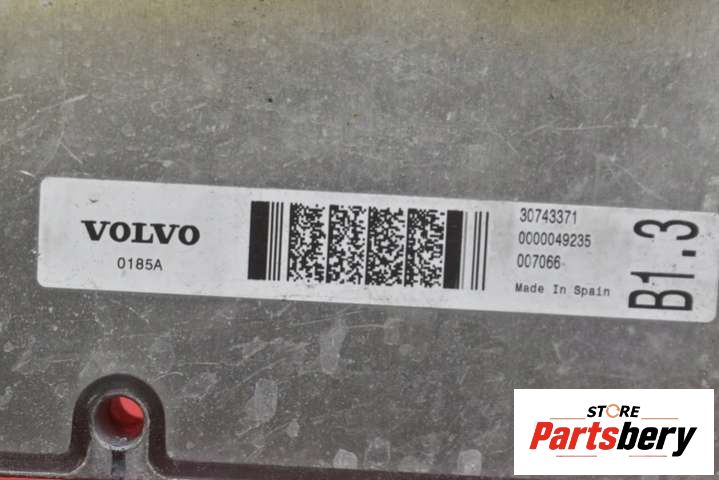 VOLVO
0185A
30743371
0000049235
007066
Made In Spain
B1.3
STORE
Partsbery